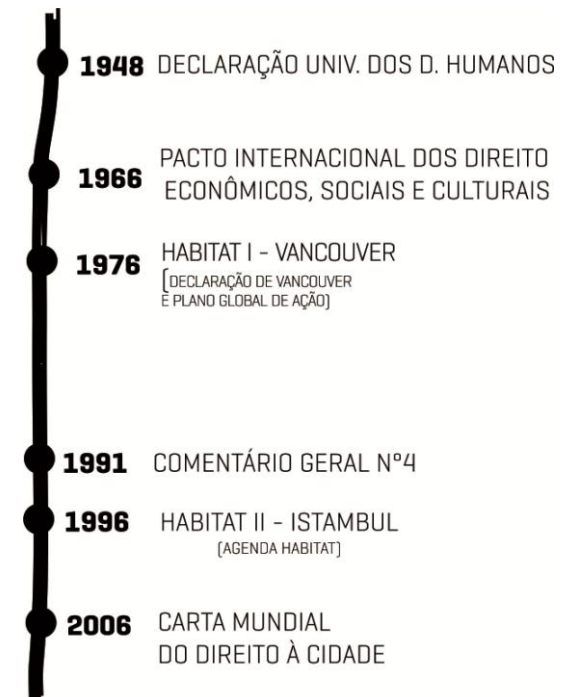 1948 DECLARAÇÃO UNIV. DOS D. HUMANOS
1966 PACTO INTERNACIONAL DOS DIREITO
ECONÔMICOS, SOCIAIS E CULTURAIS
1976 HABITAT I - VANCOUVER
(DECLARAÇÃO DE VANCOUVER
E PLANO GLOBAL DE AÇÃO)
1991 COMENTÁRIO GERAL Nº4
1996 HABITAT II - ISTAMBUL
(AGENDA HABITAT)
2006 CARTA MUNDIAL
DO DIREITO À CIDADE